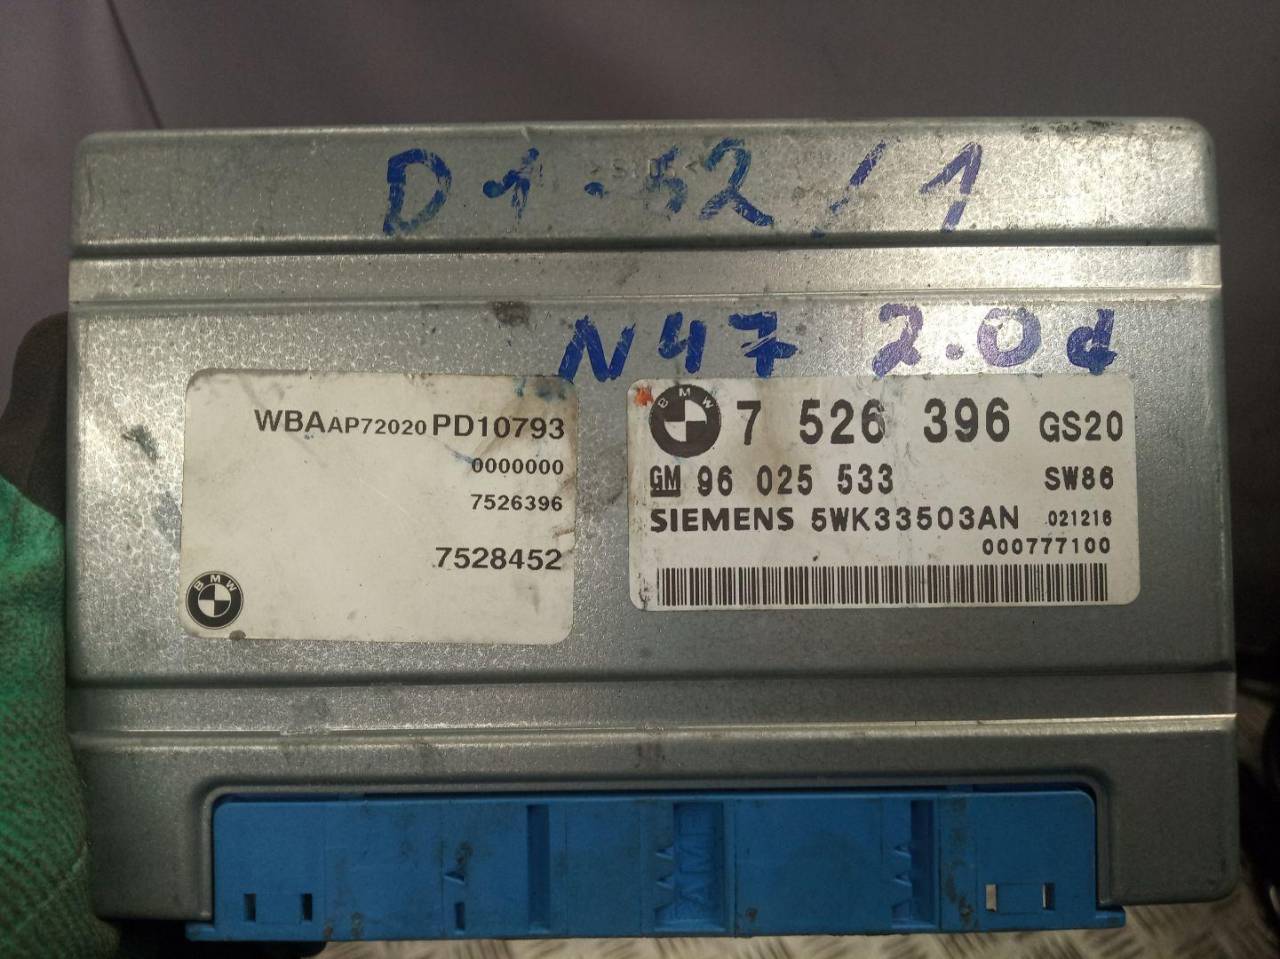 D1-52/1
N47 2.0d
WBAAP72020PD10793
0000000
7526396
7528452
BMW
BMW 7 526 396 GS20
GM 96 025 533 SW86
SIEMENS 5WK33503AN 021216
000777100